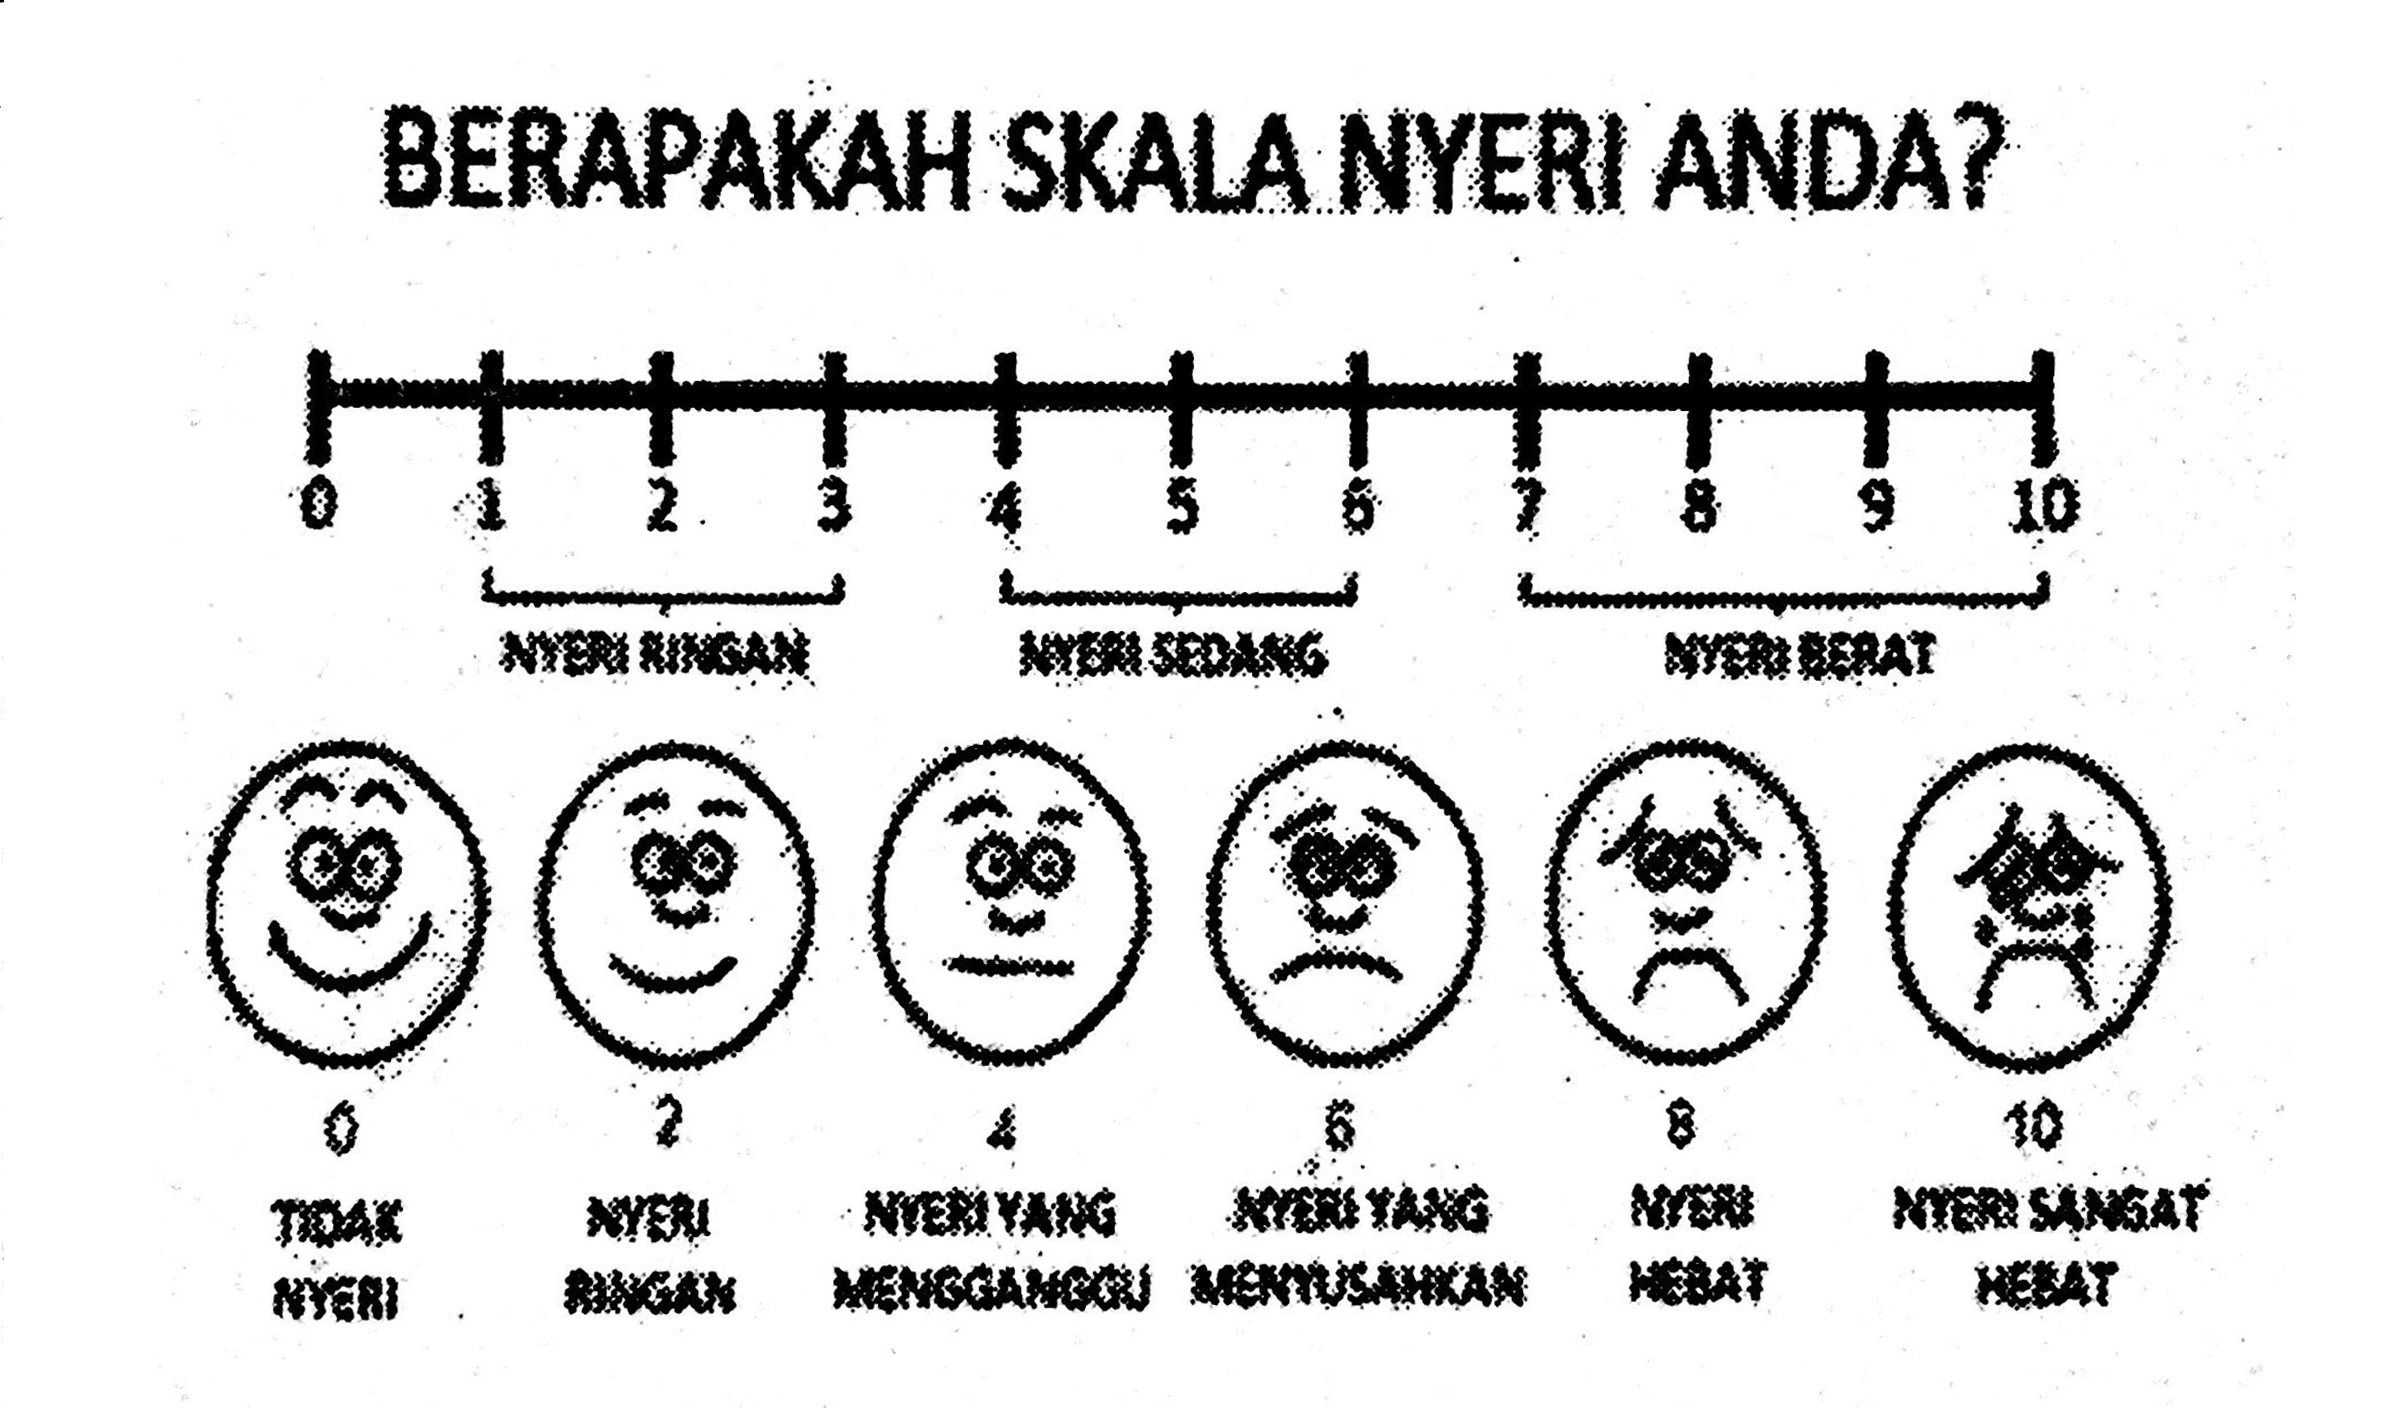 BERAPAKAH SKALA NYERI ANDA?
0 1 2 3 4 5 6 7 8 9 10
NYERI RINGAN NYERI SEDANG NYERI BERAT
0 2 4 6 8 10
TIDAK NYERI NYERI YANG NYERI YANG NYERI NYERI SANGAT
NYERI RINGAN MENGGANGGU MENYUSAHKAN HEBAT HEBAT